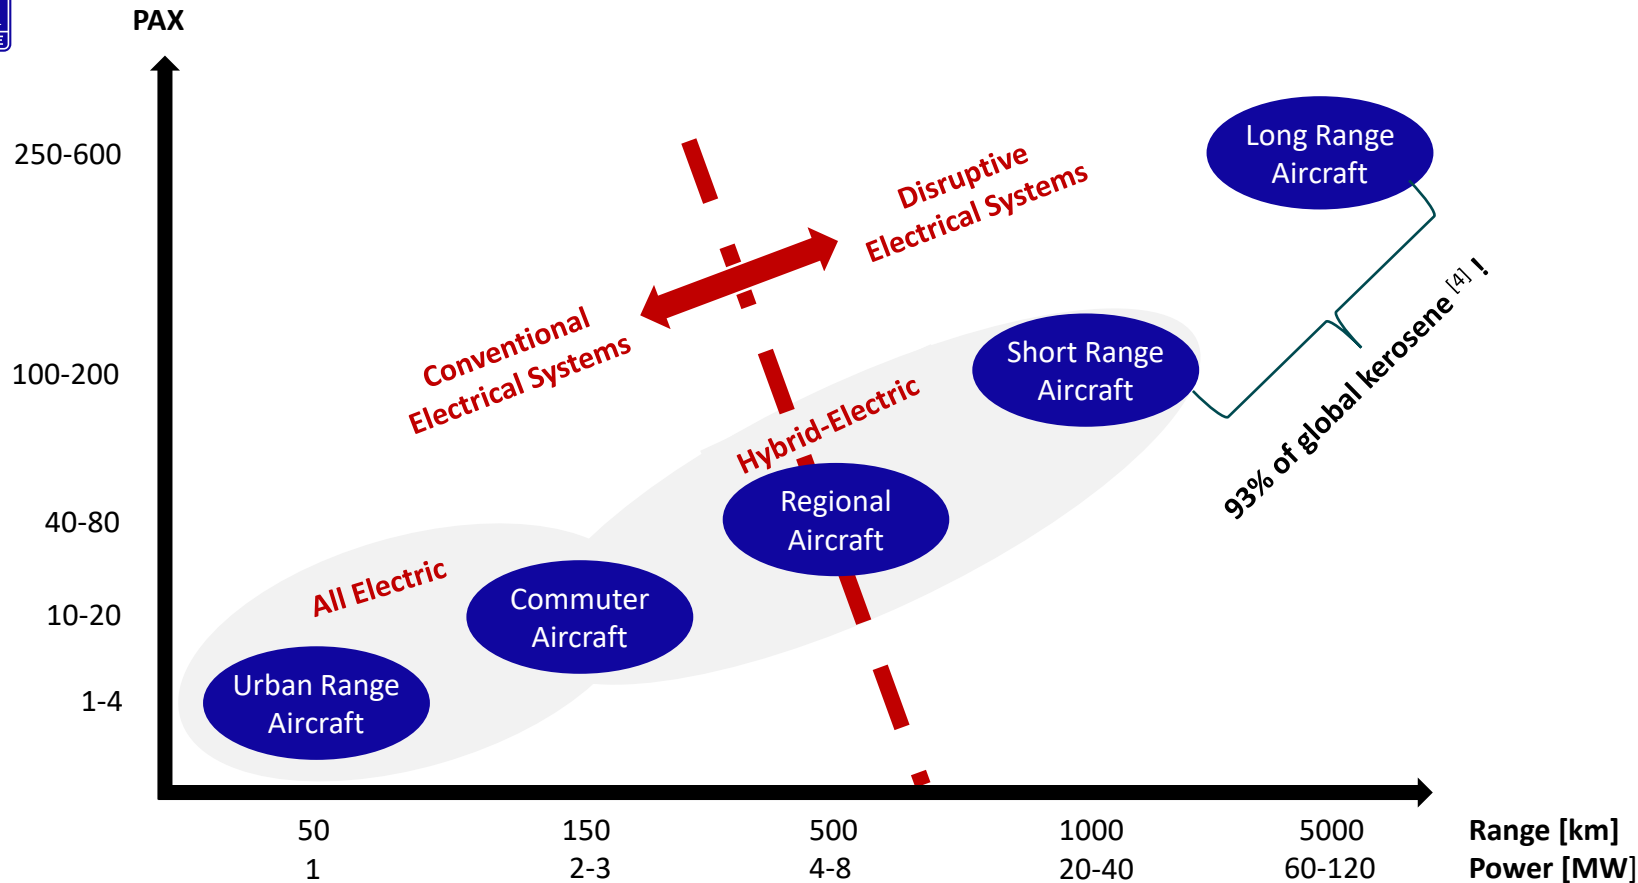 PAX
250-600
100-200
40-80
10-20
1-4
Long Range
Aircraft
Disruptive
Electrical Systems
Conventional
Electrical Systems
Short Range
Aircraft
Hybrid-Electric
93% of global kerosene [4] !
Regional
Aircraft
All Electric
Commuter
Aircraft
Urban Range
Aircraft
50 150 500 1000 5000 Range [km]
1 2-3 4-8 20-40 60-120 Power [MW]